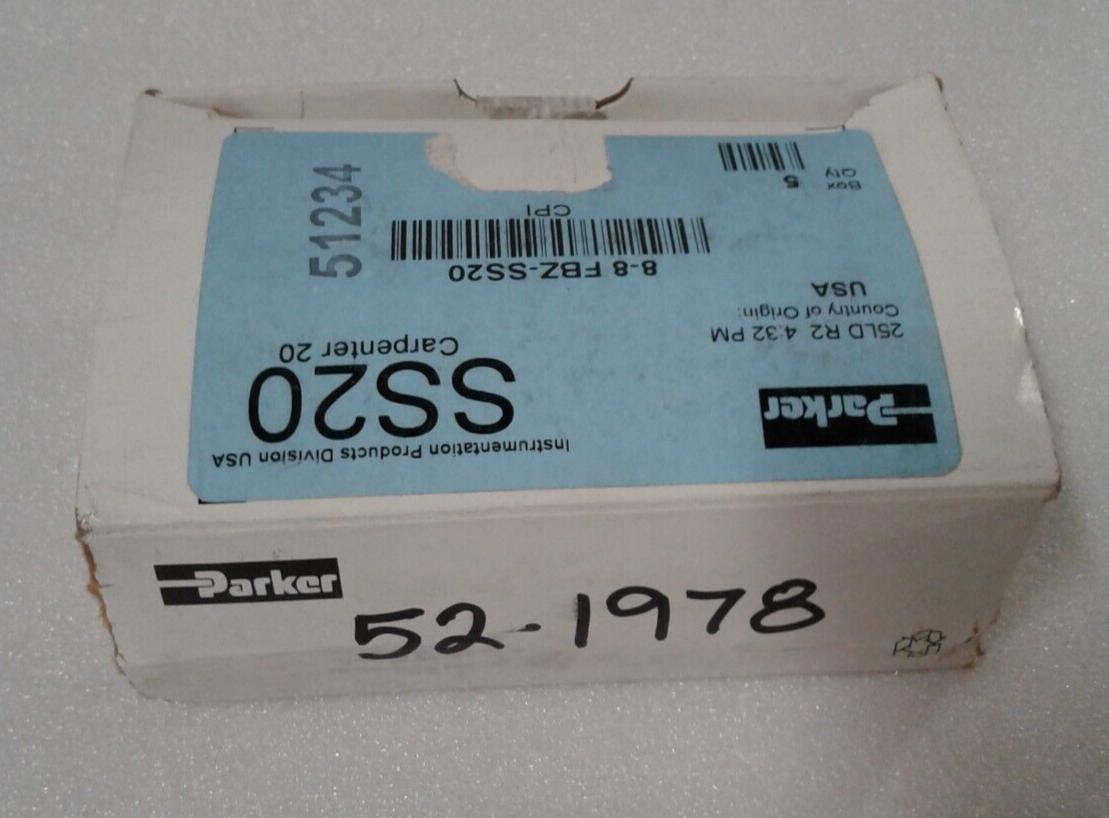 Parker
Instrumentation Products Division USA
SS20
Carpenter 20
25LD R2 4:32 PM
Country of Origin:
USA
8-8 FBZ-SS20
CPI
Box
Qty
5
51234
Parker
52-1978